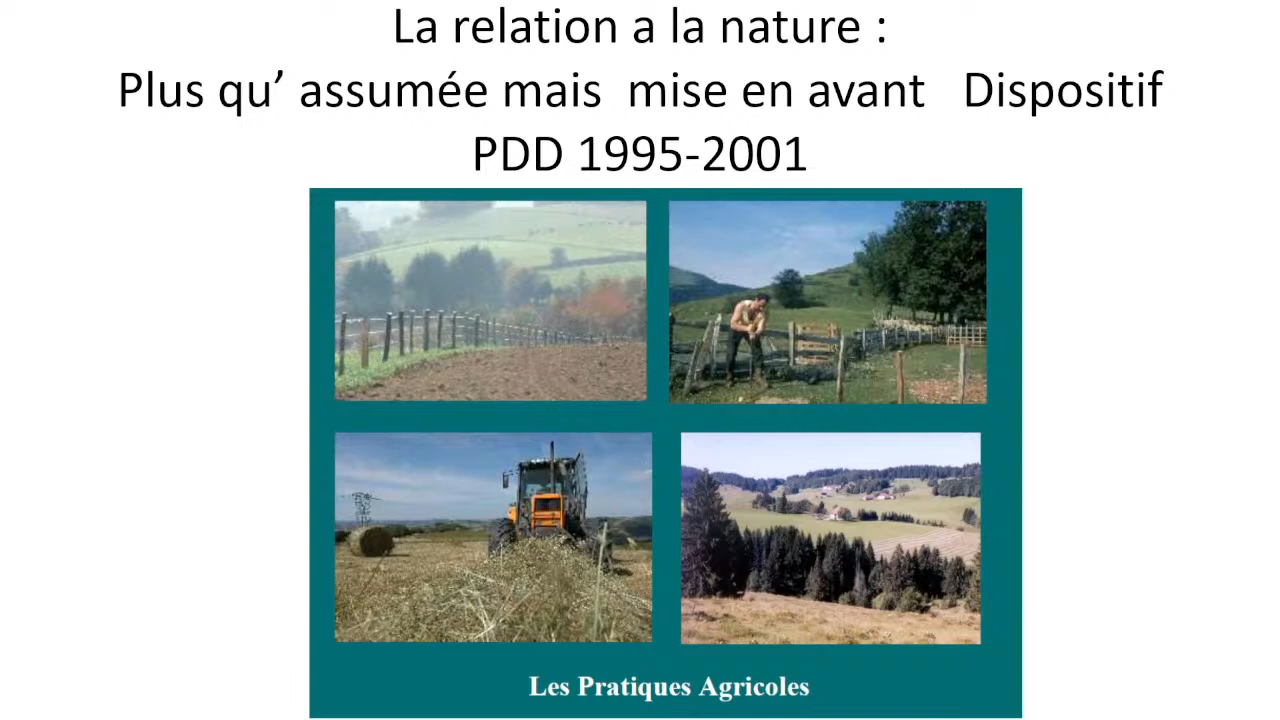 La relation a la nature :
Plus qu’ assumée mais  mise en avant   Dispositif
PDD 1995-2001
Les Pratiques Agricoles